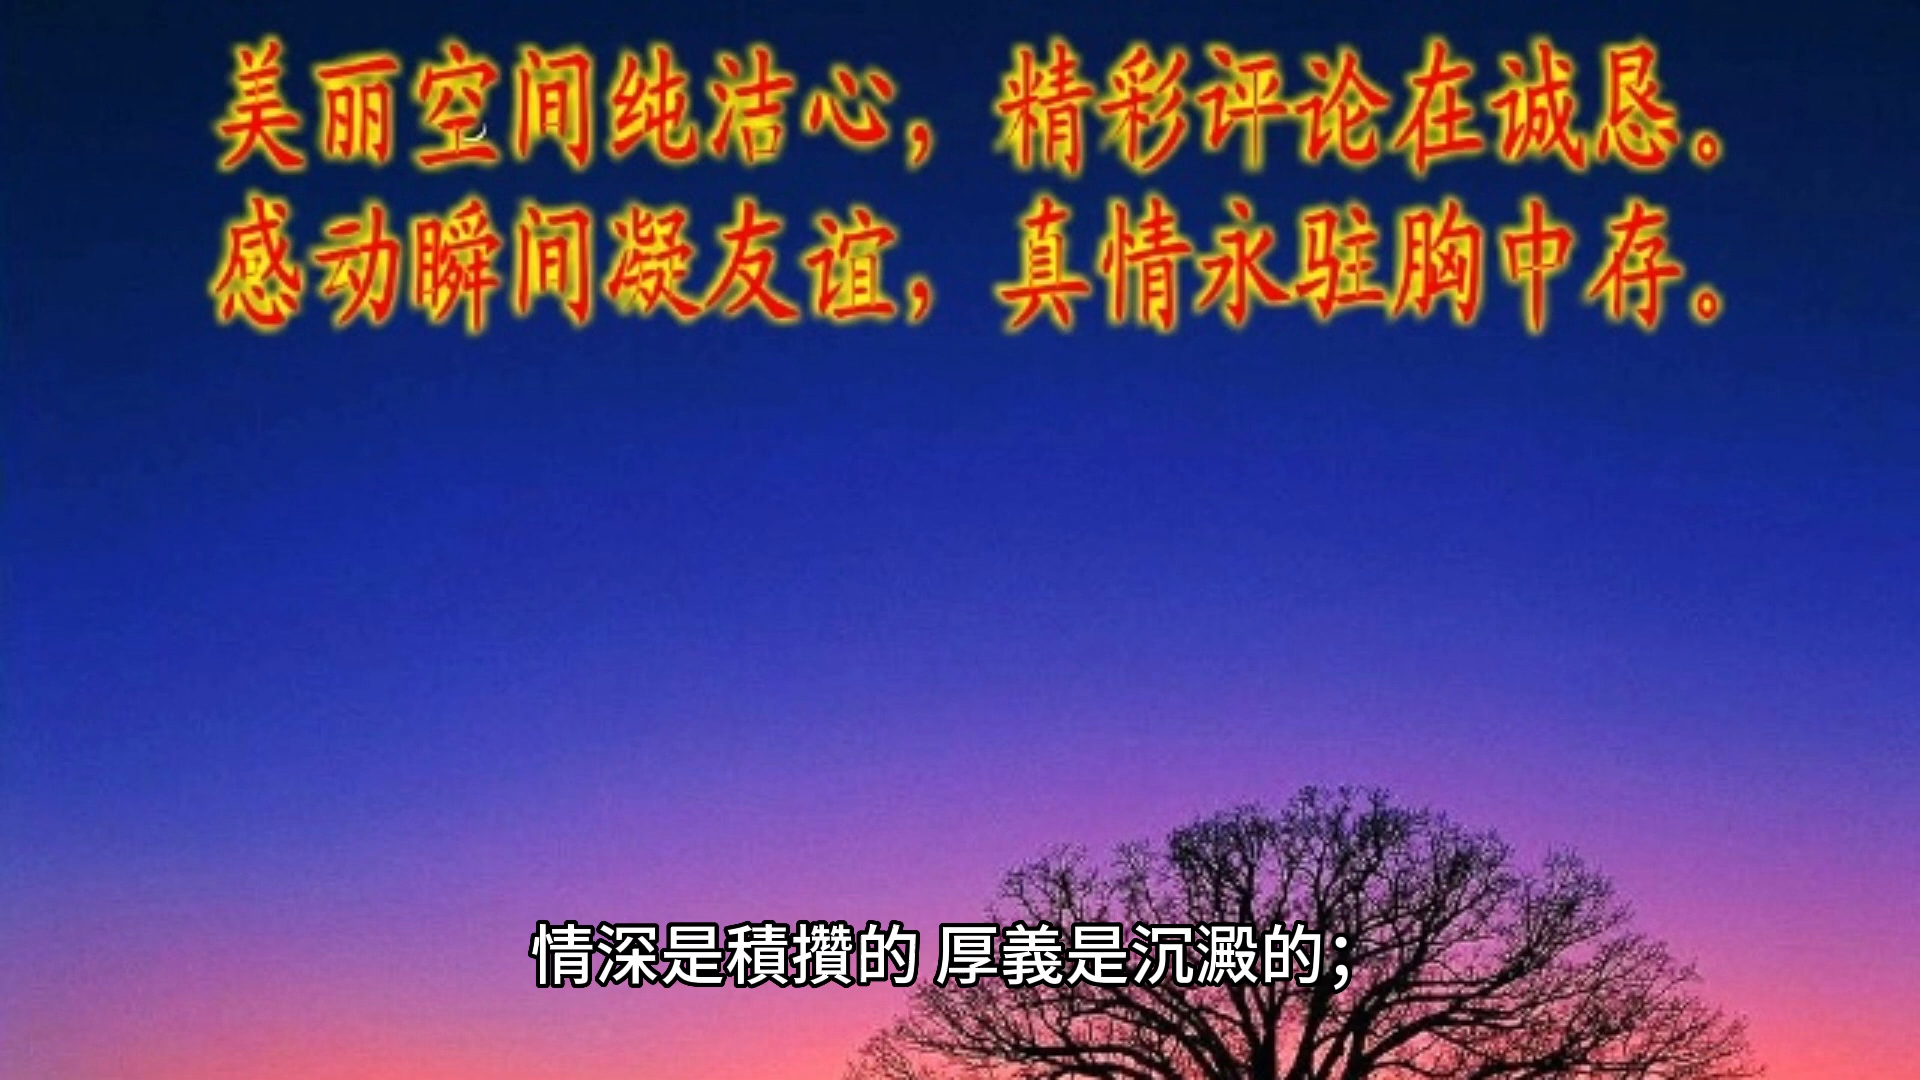 美丽空间纯洁心，精彩评论在诚恳。
感动瞬间凝友谊，真情永驻胸中存。
情深是積攢的 厚義是沉澱的；